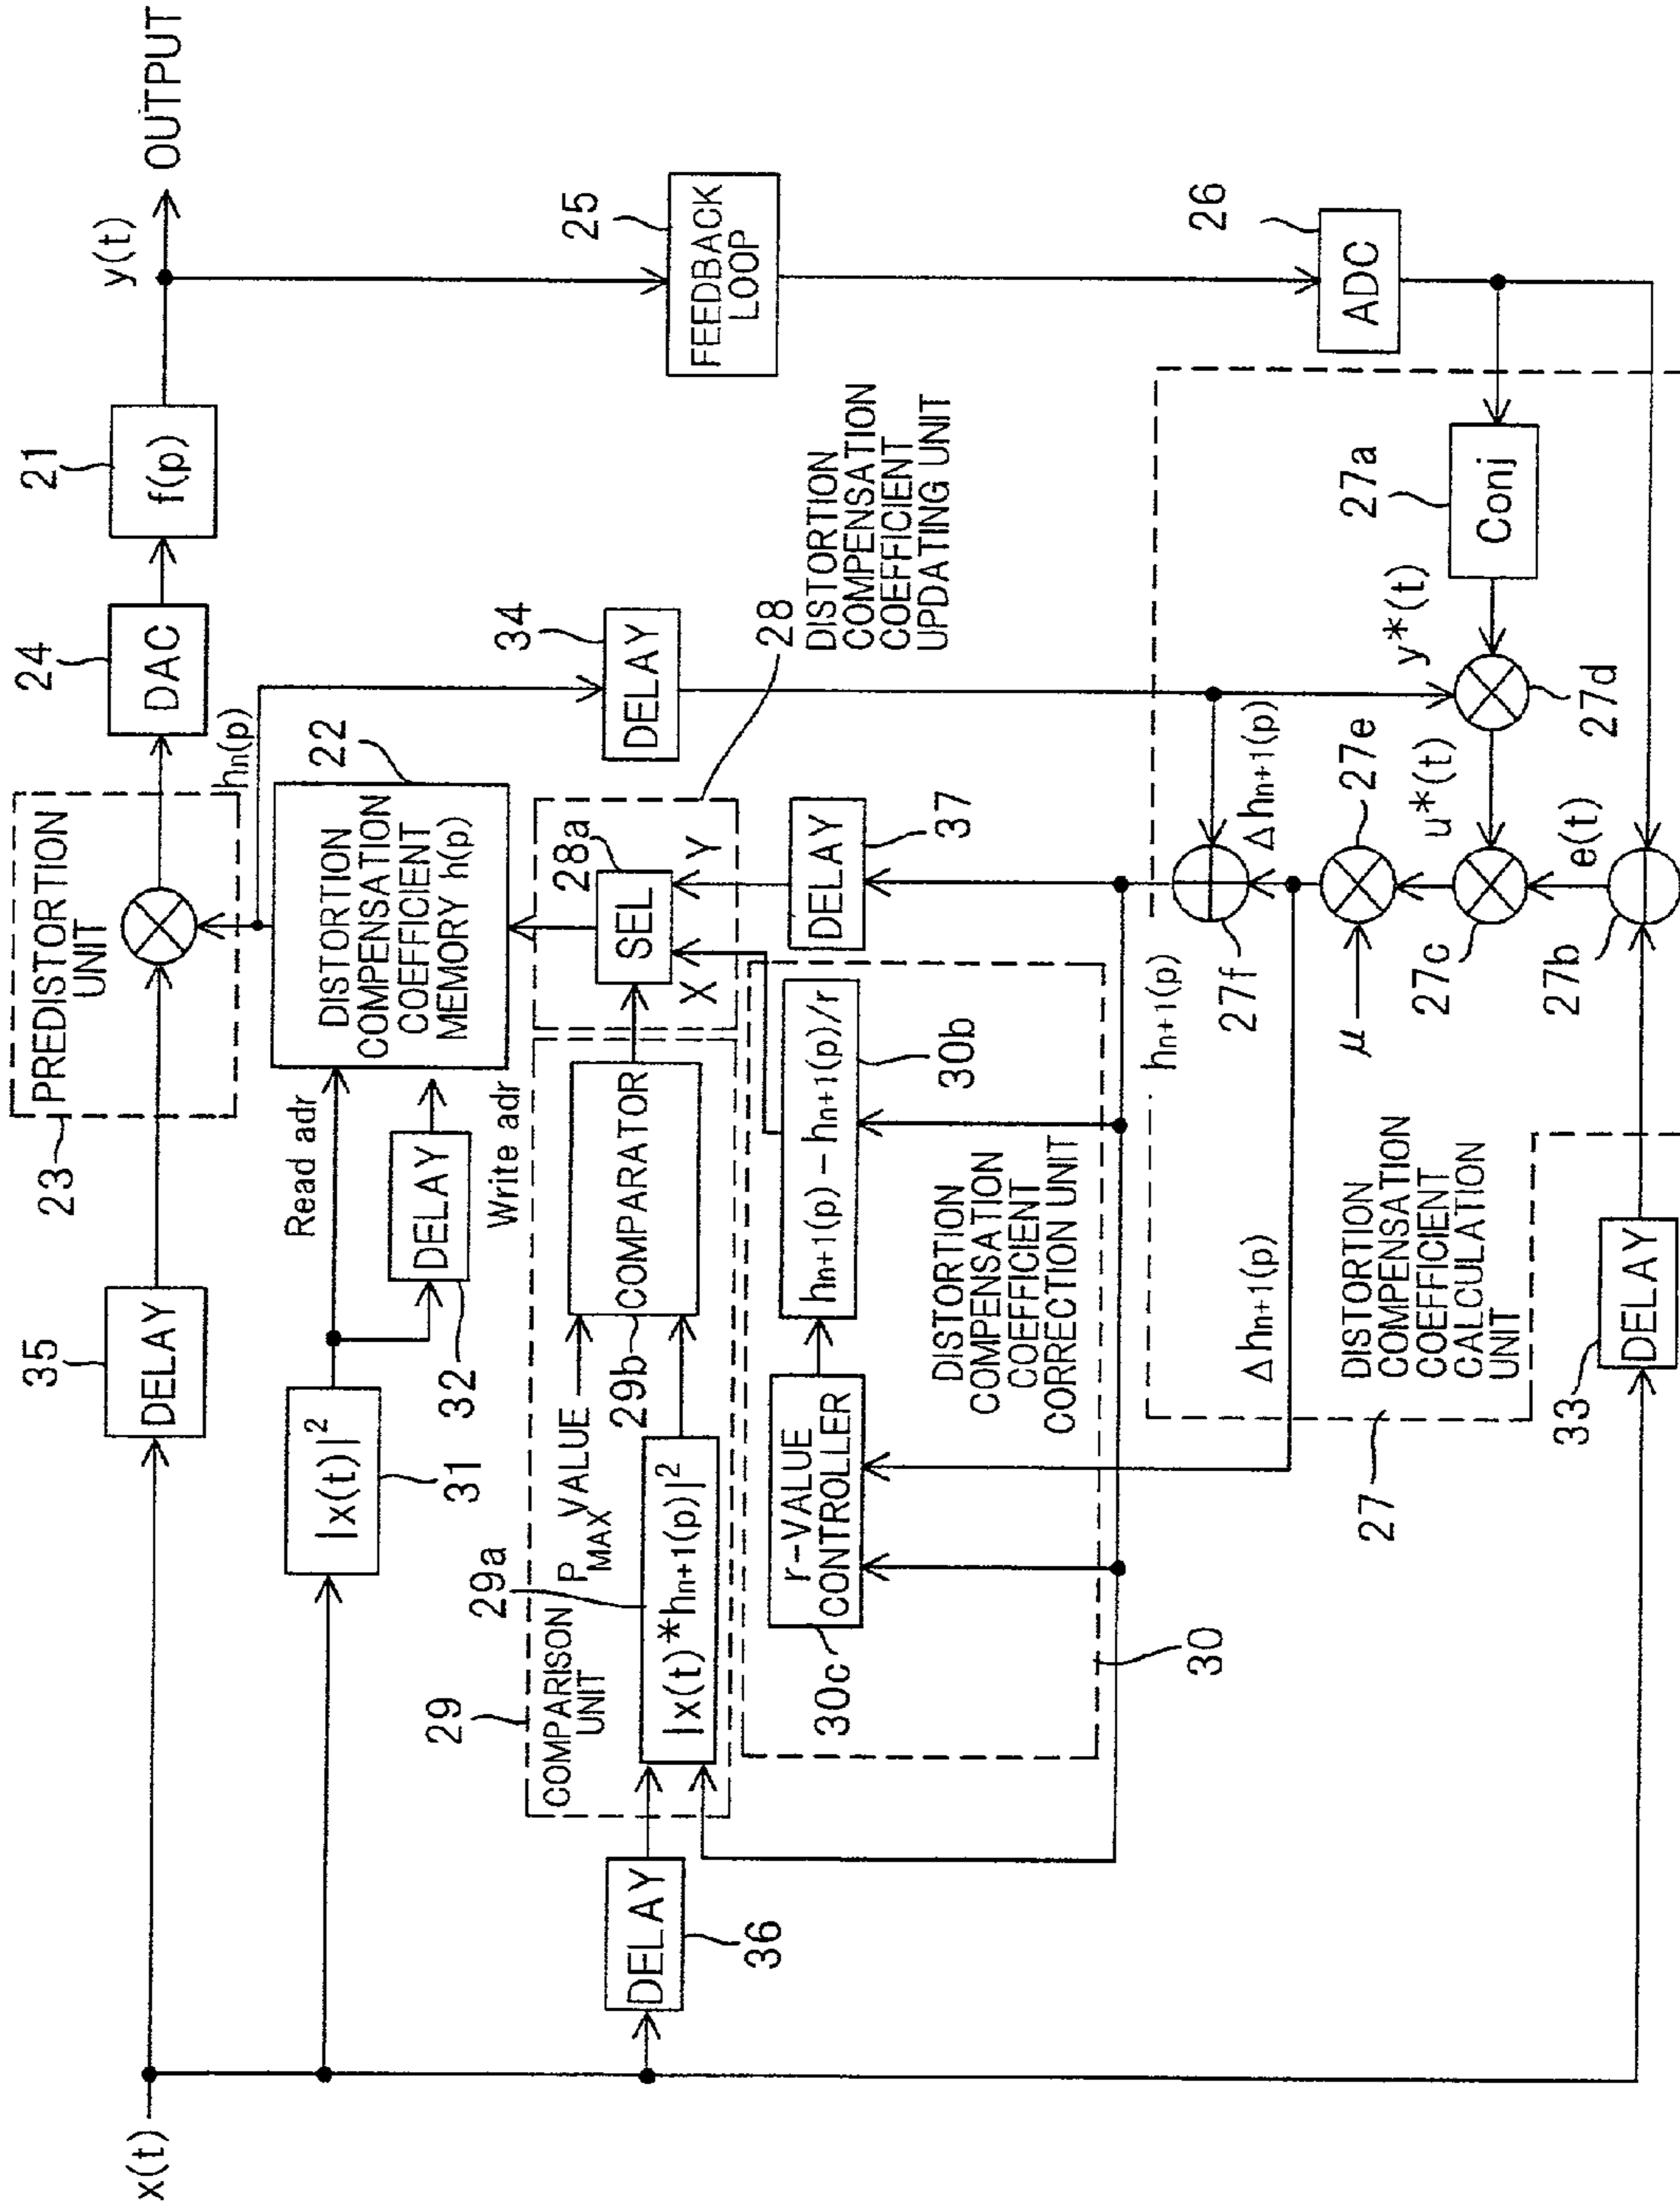 x(t)
35
DELAY
23
PREDISTORTION
UNIT
24
DAC
21
f(p)
y(t)
OUTPUT
hn(p)
|x(t)|²
31
Read adr
32
DELAY
Write adr
22
DISTORTION
COMPENSATION
COEFFICIENT
MEMORY h(p)
34
DELAY
25
FEEDBACK
LOOP
36
DELAY
29
COMPARISON
UNIT
29a
|x(t)*hn+1(p)|²
PMAX VALUE
29b
COMPARATOR
28a
SEL
X
Y
28
DISTORTION
COMPENSATION
COEFFICIENT
UPDATING UNIT
37
DELAY
30c
r-VALUE
CONTROLLER
hn+1(p) - hn+1(p)/r
30b
DISTORTION
COMPENSATION
COEFFICIENT
CORRECTION UNIT
30
hn+1(p)
27f
Δhn+1(p)
Δhn+1(p)
26
ADC
27
DISTORTION
COMPENSATION
COEFFICIENT
CALCULATION
UNIT
μ
27e
u*(t)
y*(t)
27a
Conj
27c
27d
e(t)
27b
33
DELAY